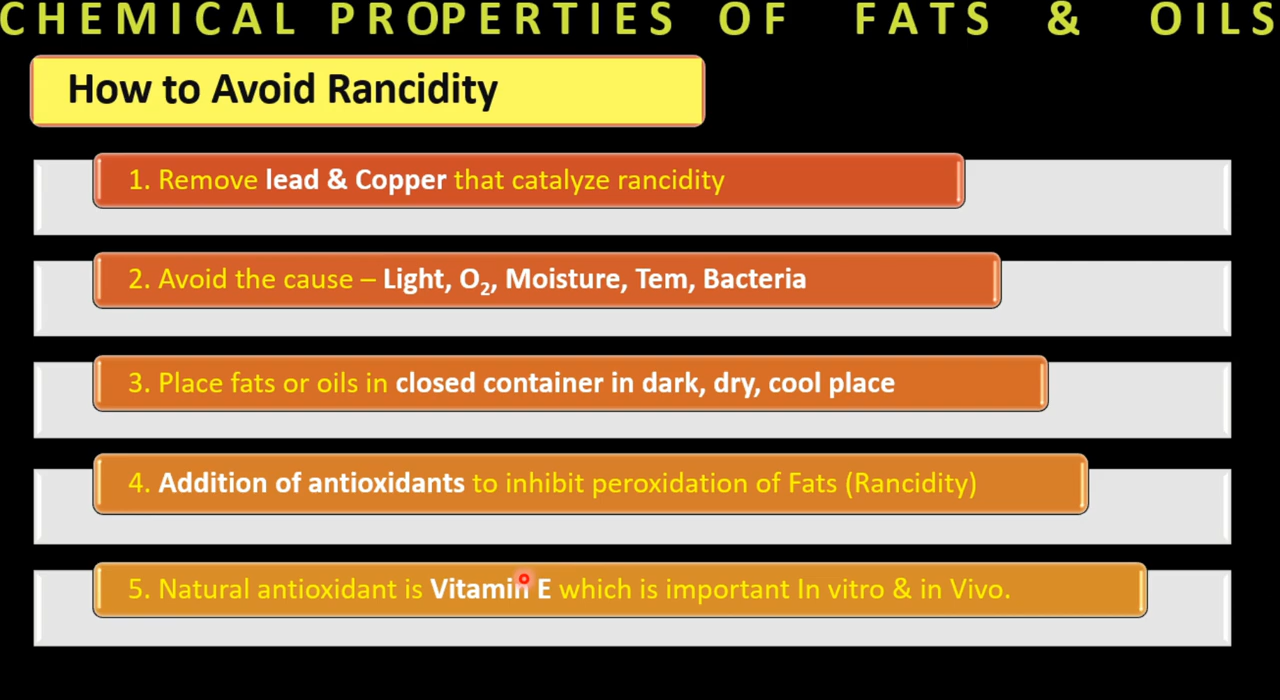 CHEMICAL PROPERTIES OF FATS & OILS
How to Avoid Rancidity
1. Remove lead & Copper that catalyze rancidity
2. Avoid the cause – Light, O₂, Moisture, Tem, Bacteria
3. Place fats or oils in closed container in dark, dry, cool place
4. Addition of antioxidants to inhibit peroxidation of Fats (Rancidity)
5. Natural antioxidant is Vitamin E which is important In vitro & in Vivo.